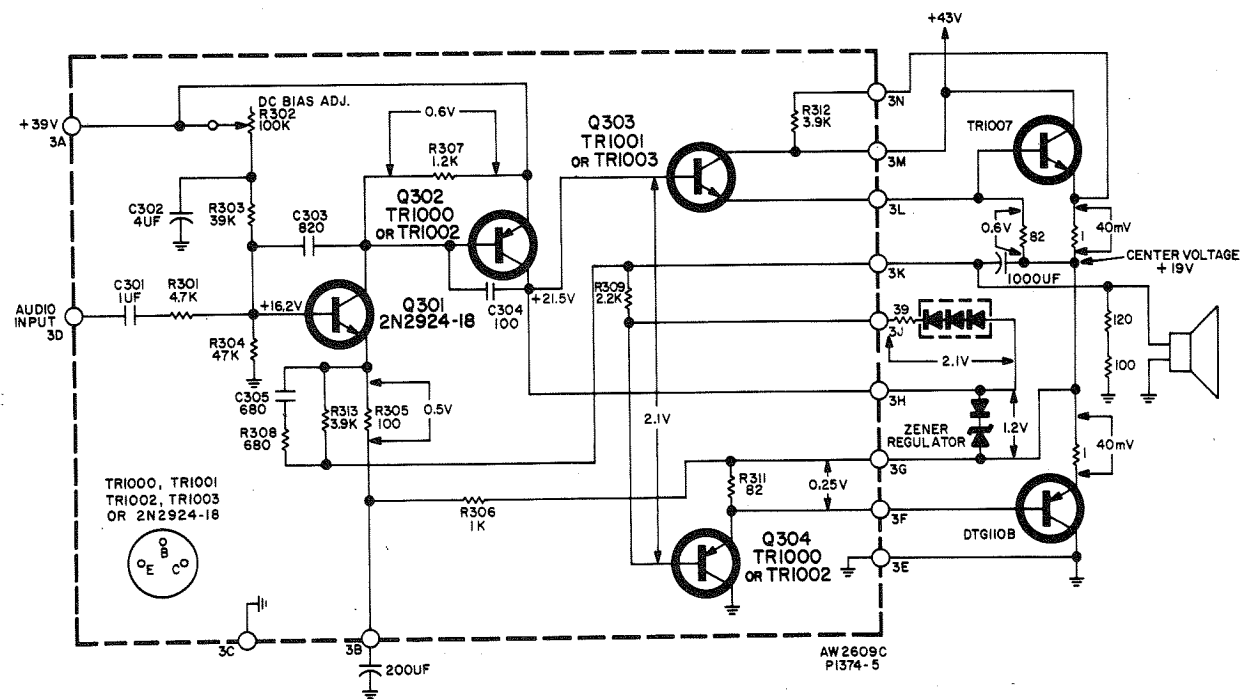 +43V
DC BIAS ADJ.
R302
100K
+39V
3A
0.6V
R307
1.2K
Q303
TR1001
OR TR1003
R312
3.9K
3N
3M
TR1007
C302
4UF
R303
39K
C303
820
Q302
TR1000
OR TR1002
3L
0.6V
82
1
40mV
CENTER VOLTAGE
+19V
3K
1000UF
C301
1UF
R301
4.7K
+16.2V
Q301
2N2924-18
C304
100
+21.5V
R309
2.2K
AUDIO
INPUT
3D
39
3J
120
100
2.1V
R304
47K
C305
680
R313
3.9K
R305
100
0.5V
3H
2.1V
ZENER
REGULATOR
1.2V
R308
680
40mV
1
3G
R311
82
0.25V
TR1000, TR1001
TR1002, TR1003
OR 2N2924-18
B
E
C
R306
1K
3F
DTG110B
Q304
TR1000
OR TR1002
3E
3C
3B
200UF
AW2609C
P1374-5